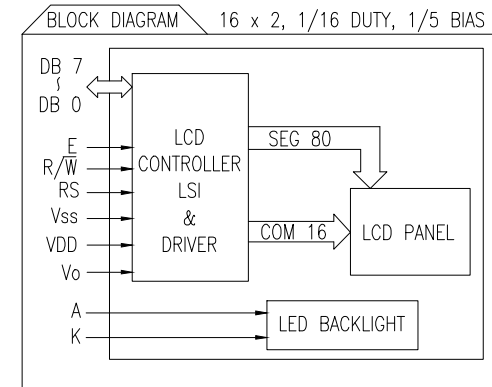 BLOCK DIAGRAM 16 x 2, 1/16 DUTY, 1/5 BIAS
DB 7
~
DB 0
E
R/W̅
RS
Vss
VDD
Vo
A
K
LCD
CONTROLLER
LSI
&
DRIVER
SEG 80
COM 16
LCD PANEL
LED BACKLIGHT